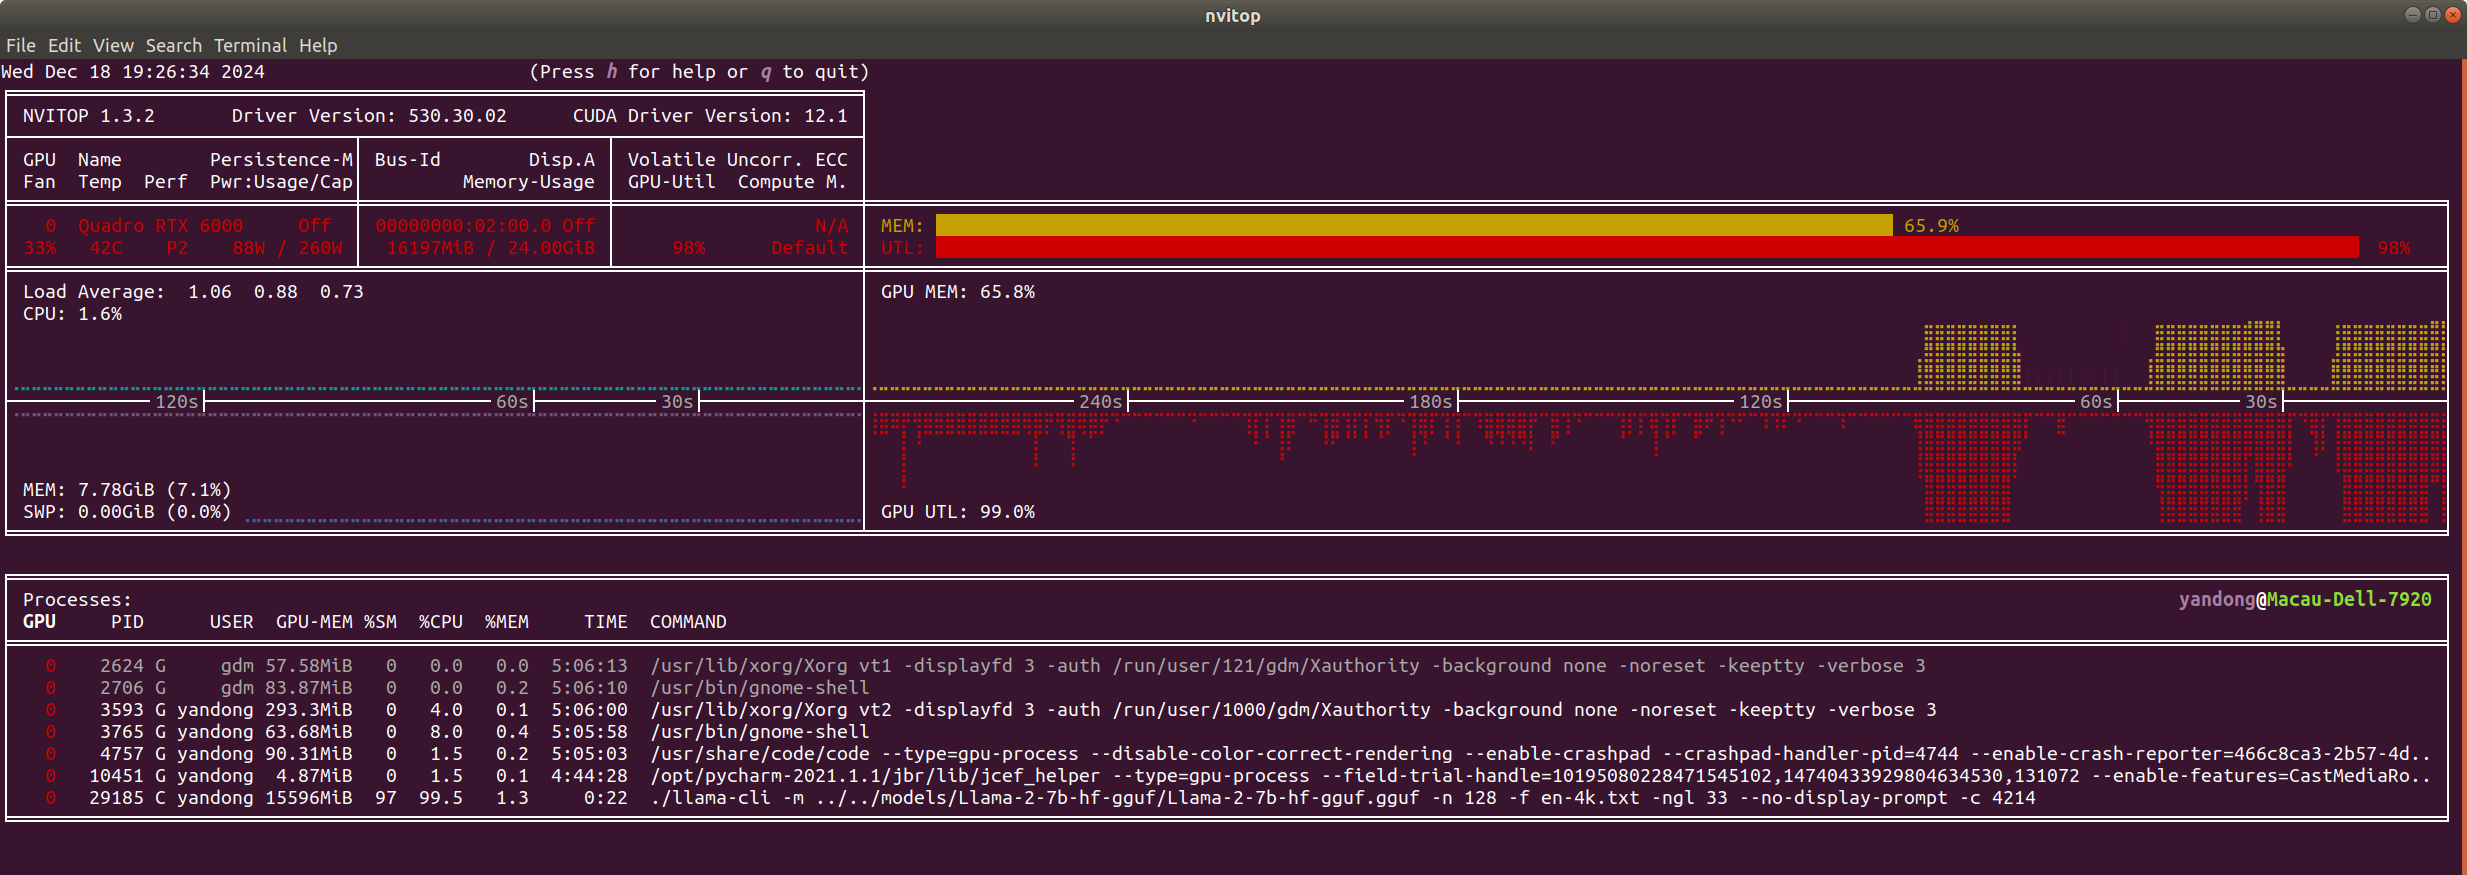 nvitop
File Edit View Search Terminal Help
Wed Dec 18 19:26:34 2024 (Press h for help or q to quit)
NVITOP 1.3.2 Driver Version: 530.30.02 CUDA Driver Version: 12.1
GPU Name Persistence-M Bus-Id Disp.A Volatile Uncorr. ECC
Fan Temp Perf Pwr:Usage/Cap Memory-Usage GPU-Util Compute M.
0 Quadro RTX 6000 Off 00000000:02:00.0 Off N/A MEM: 65.9%
33% 42C P2 88W / 260W 16197MiB / 24.00GiB 98% Default UTL: 98%
Load Average: 1.06 0.88 0.73 GPU MEM: 65.8%
CPU: 1.6%
120s 60s 30s 240s 180s 120s 60s 30s
MEM: 7.78GiB (7.1%)
SWP: 0.00GiB (0.0%) GPU UTL: 99.0%
Processes: yandong@Macau-Dell-7920
GPU PID USER GPU-MEM %SM %CPU %MEM TIME COMMAND
0 2624 G gdm 57.58MiB 0 0.0 0.0 5:06:13 /usr/lib/xorg/Xorg vt1 -displayfd 3 -auth /run/user/121/gdm/Xauthority -background none -noreset -keeptty -verbose 3
0 2706 G gdm 83.87MiB 0 0.0 0.2 5:06:10 /usr/bin/gnome-shell
0 3593 G yandong 293.3MiB 0 4.0 0.1 5:06:00 /usr/lib/xorg/Xorg vt2 -displayfd 3 -auth /run/user/1000/gdm/Xauthority -background none -noreset -keeptty -verbose 3
0 3765 G yandong 63.68MiB 0 8.0 0.4 5:05:58 /usr/bin/gnome-shell
0 4757 G yandong 90.31MiB 0 1.5 0.2 5:05:03 /usr/share/code/code --type=gpu-process --disable-color-correct-rendering --enable-crashpad --crashpad-handler-pid=4744 --enable-crash-reporter=466c8ca3-2b57-4d..
0 10451 G yandong 4.87MiB 0 1.5 0.1 4:44:28 /opt/pycharm-2021.1.1/jbr/lib/jcef_helper --type=gpu-process --field-trial-handle=10195080228471545102,14740433929804634530,131072 --enable-features=CastMediaRo..
0 29185 C yandong 15596MiB 97 99.5 1.3 0:22 ./llama-cli -m ../../models/Llama-2-7b-hf-gguf/Llama-2-7b-hf-gguf.gguf -n 128 -f en-4k.txt -ngl 33 --no-display-prompt -c 4214